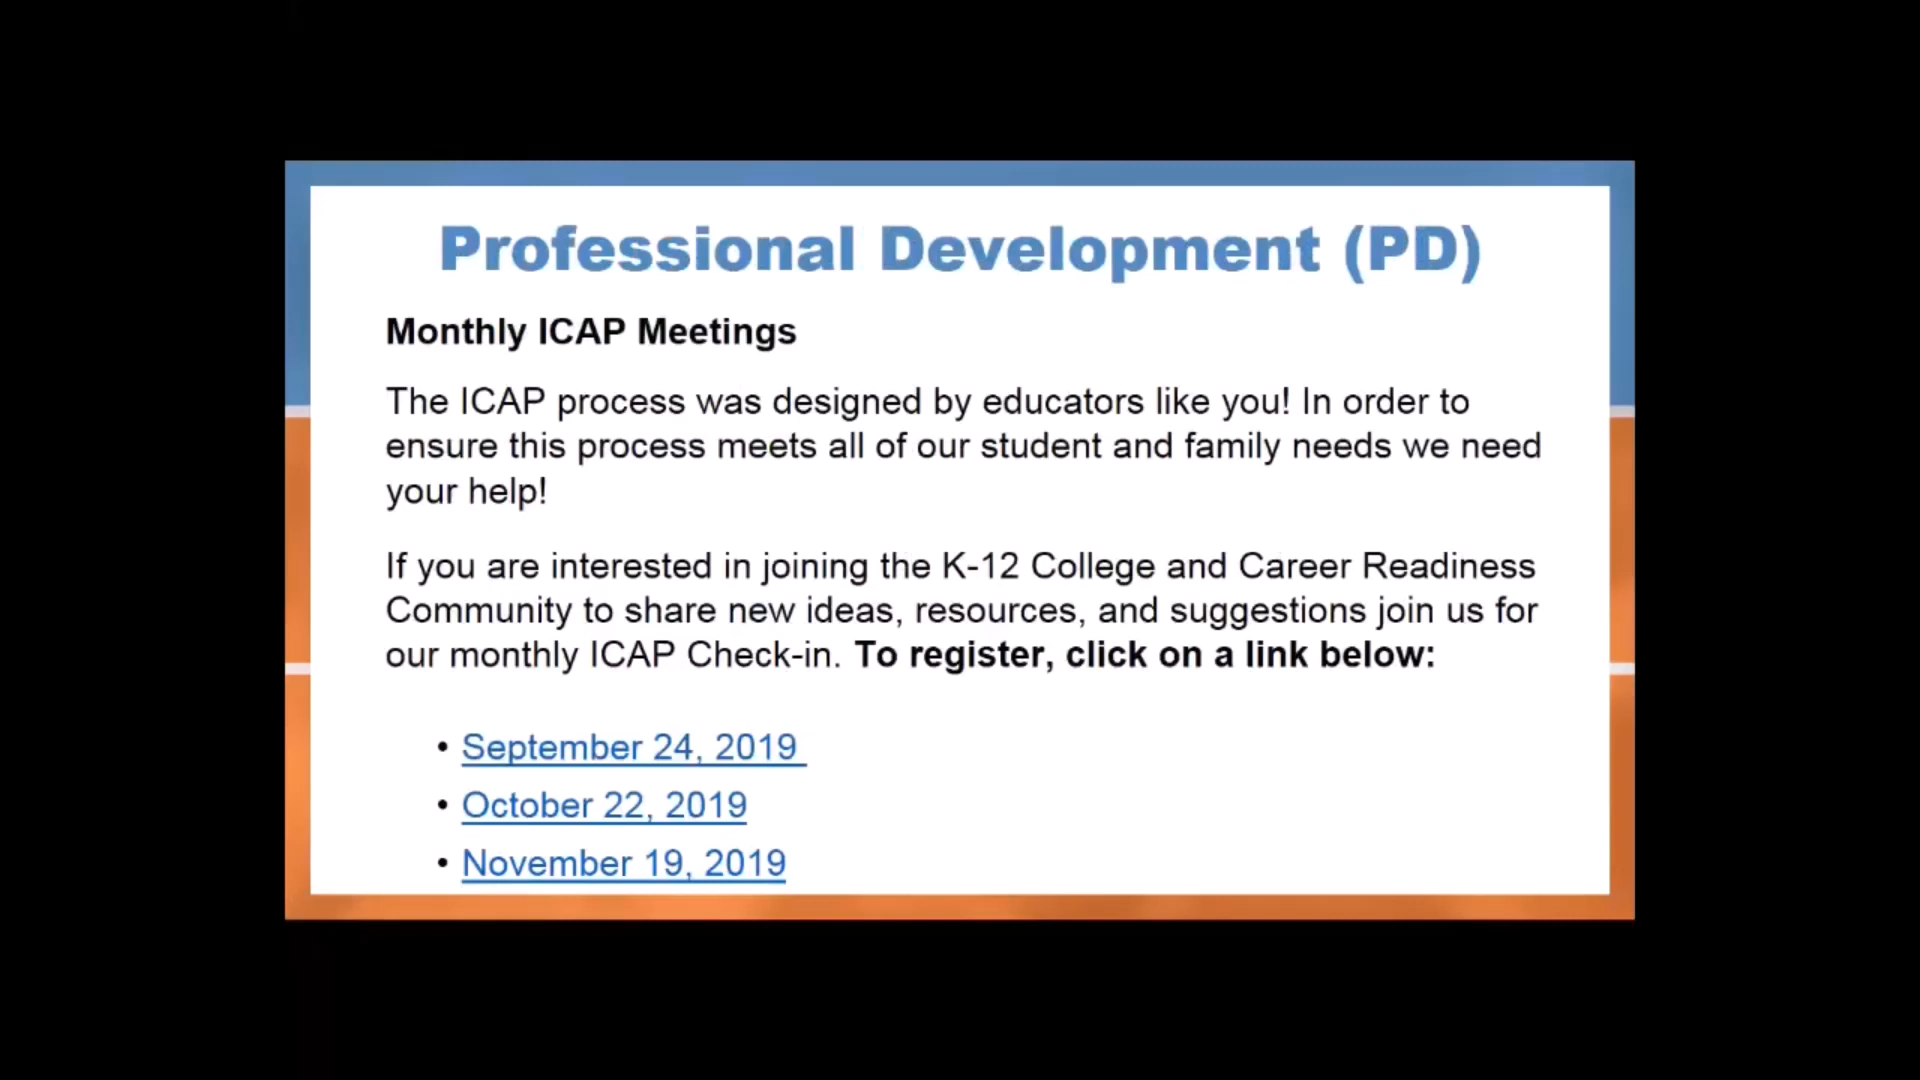 Professional Development (PD)
Monthly ICAP Meetings
The ICAP process was designed by educators like you! In order to
ensure this process meets all of our student and family needs we need
your help!
If you are interested in joining the K-12 College and Career Readiness
Community to share new ideas, resources, and suggestions join us for
our monthly ICAP Check-in. To register, click on a link below:
• September 24, 2019
• October 22, 2019
• November 19, 2019